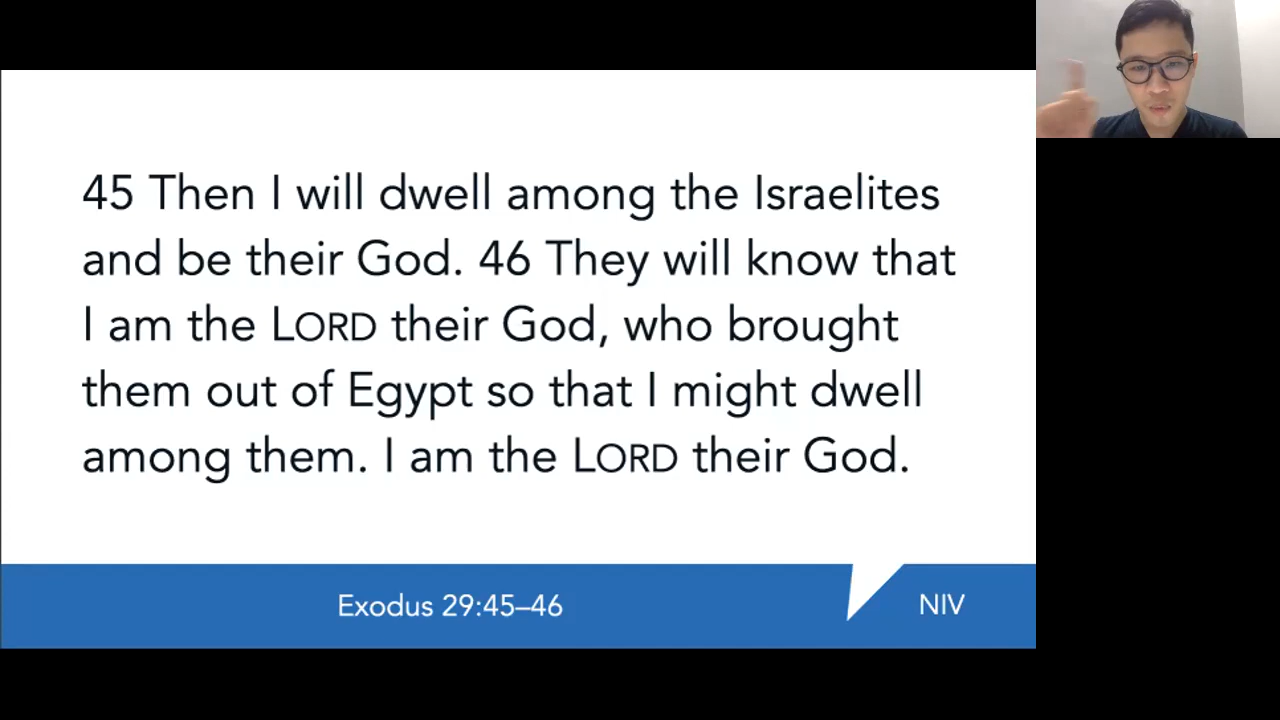 45 Then I will dwell among the Israelites
and be their God. 46 They will know that
I am the LORD their God, who brought
them out of Egypt so that I might dwell
among them. I am the LORD their God.
Exodus 29:45–46
NIV